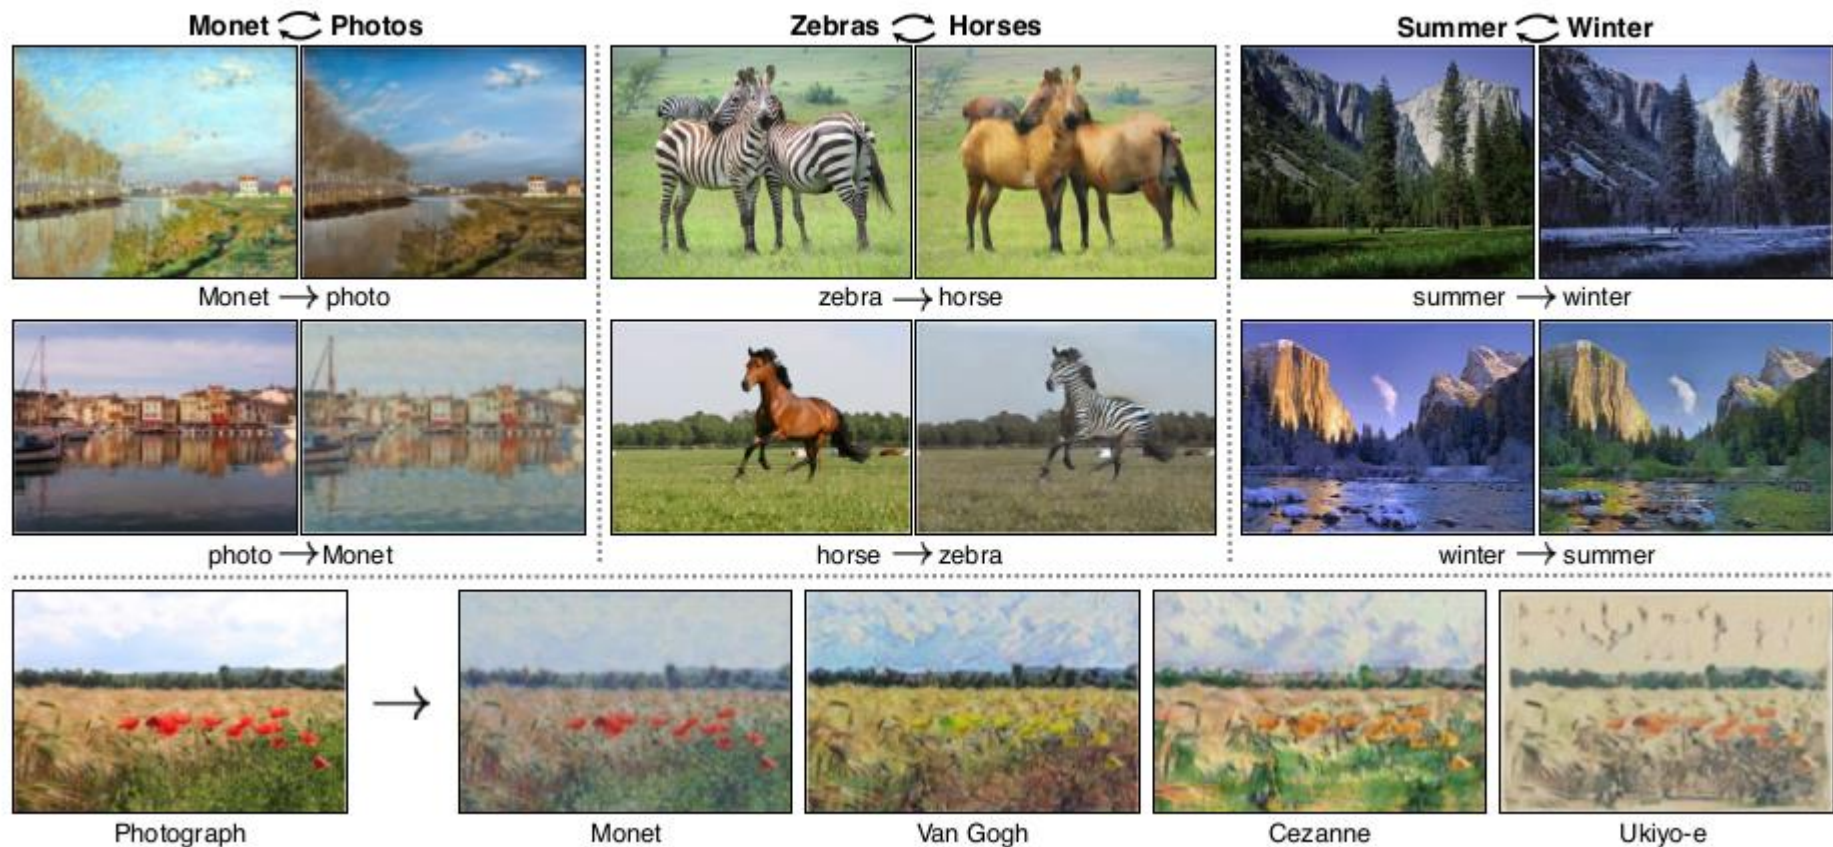 Monet Photos
Zebras Horses
Summer Winter
Monet → photo
zebra → horse
summer → winter
photo → Monet
horse → zebra
winter → summer
→
Photograph
Monet
Van Gogh
Cezanne
Ukiyo-e